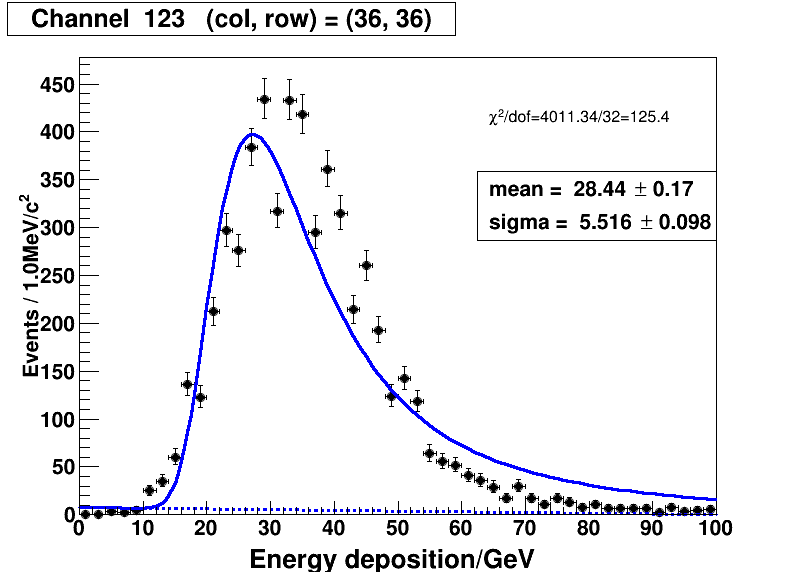 Channel 123 (col, row) = (36, 36)
χ²/dof=4011.34/32=125.4
mean = 28.44 ± 0.17
sigma = 5.516 ± 0.098
Events / 1.0MeV/c²
450
400
350
300
250
200
150
100
50
0
0 10 20 30 40 50 60 70 80 90 100
Energy deposition/GeV